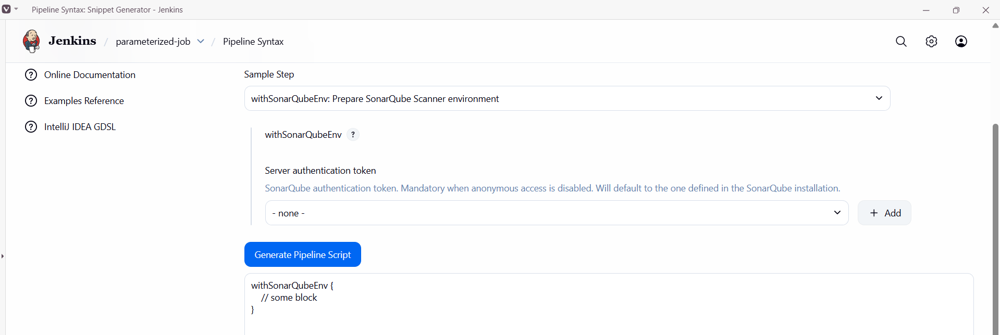 Pipeline Syntax: Snippet Generator - Jenkins
Jenkins / parameterized-job / Pipeline Syntax
Online Documentation
Examples Reference
IntelliJ IDEA GDSL
Sample Step
withSonarQubeEnv: Prepare SonarQube Scanner environment
withSonarQubeEnv ?
Server authentication token
SonarQube authentication token. Mandatory when anonymous access is disabled. Will default to the one defined in the SonarQube installation.
- none -
+ Add
Generate Pipeline Script
withSonarQubeEnv {
// some block
}